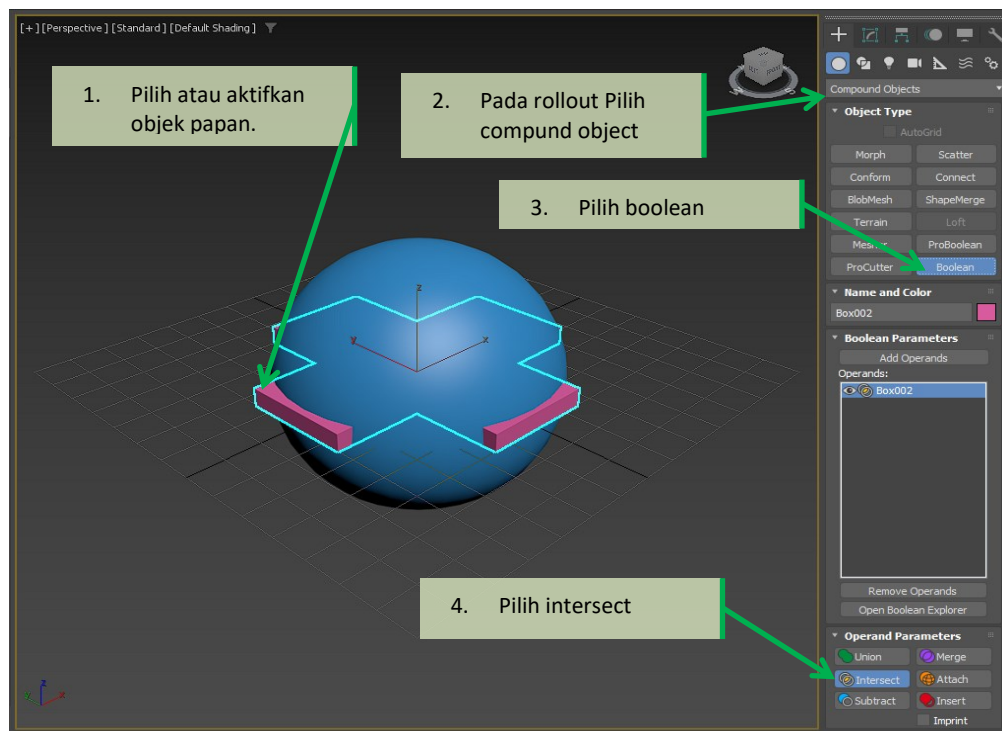 [+] [Perspective] [Standard] [Default Shading]
1. Pilih atau aktifkan
objek papan.
2. Pada rollout Pilih
compund object
3. Pilih boolean
4. Pilih intersect
z
y
x
z
y
x
Compound Objects
Object Type
AutoGrid
Morph Scatter
Conform Connect
BlobMesh ShapeMerge
Terrain Loft
Mesher ProBoolean
ProCutter Boolean
Name and Color
Box002
Boolean Parameters
Add Operands
Operands:
Box002
Remove Operands
Open Boolean Explorer
Operand Parameters
Union Merge
Intersect Attach
Subtract Insert
Imprint